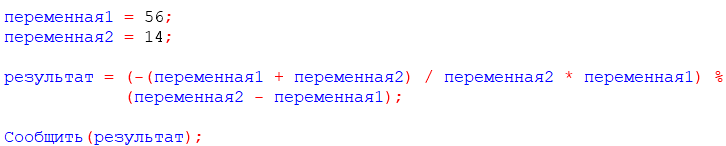 переменная1 = 56;
переменная2 = 14;
результат = (-(переменная1 + переменная2) / переменная2 * переменная1) %
(переменная2 - переменная1);
Сообщить(результат);